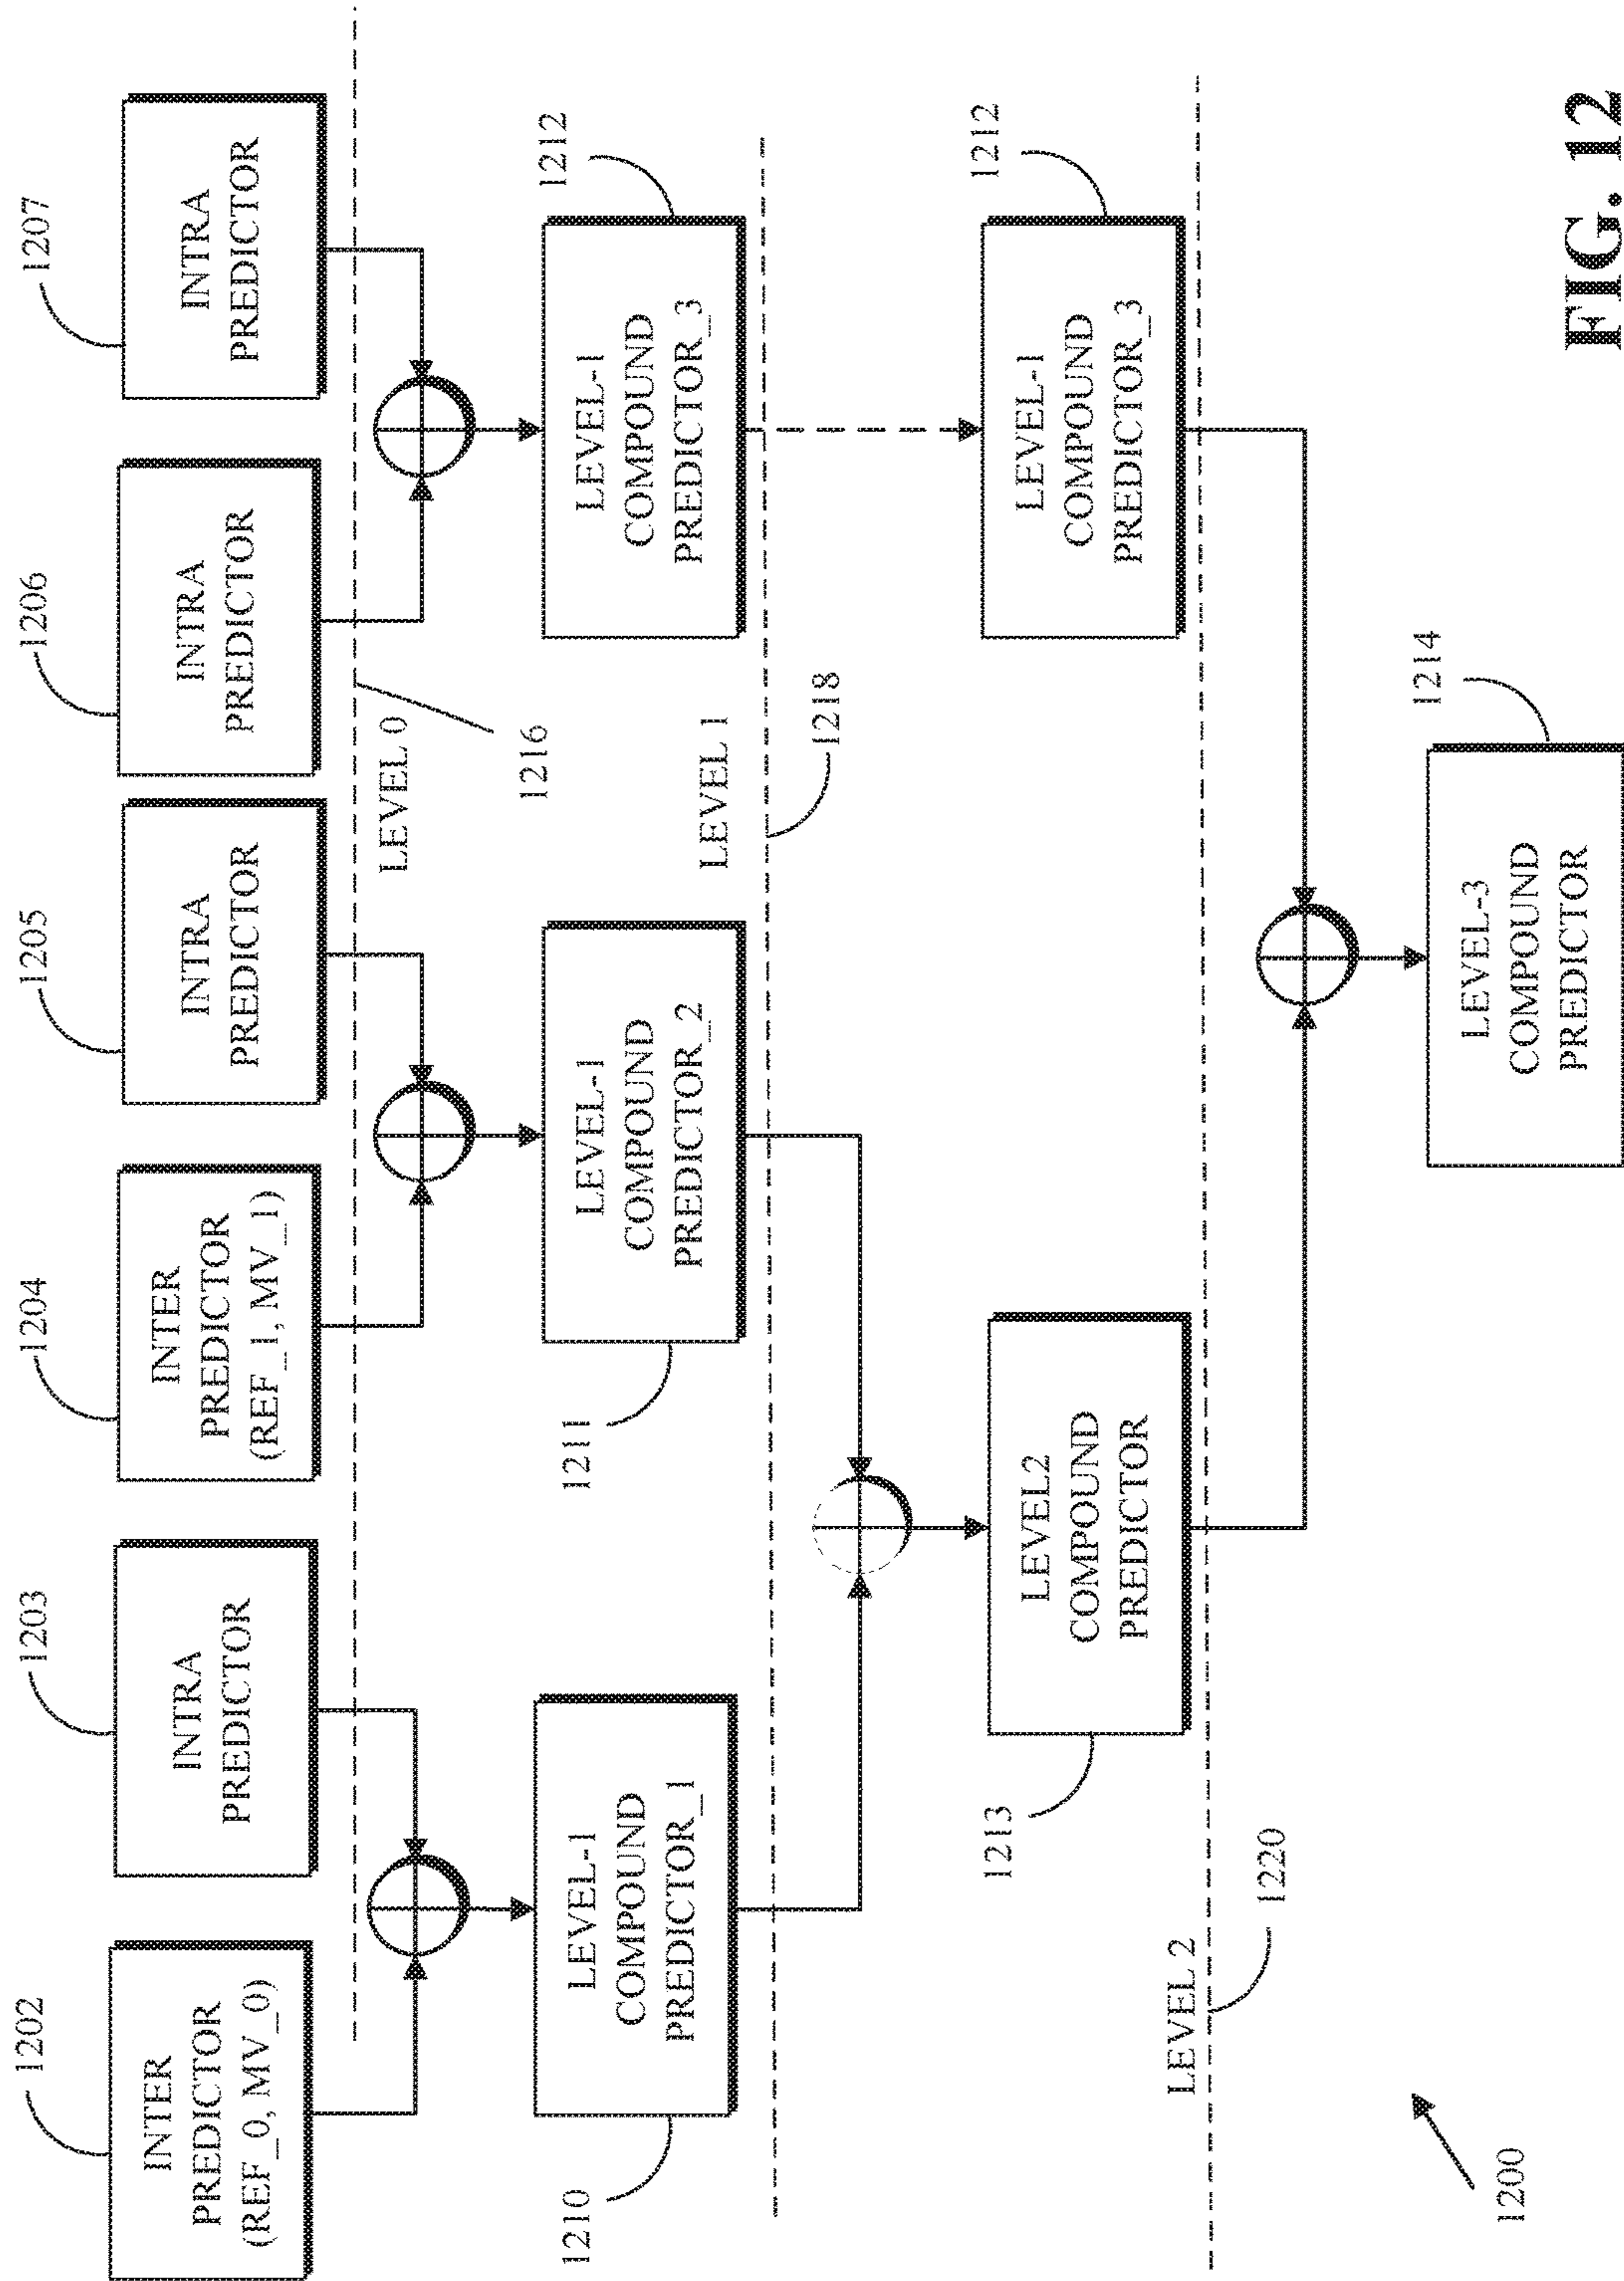 1202
1203
1204
1205
1206
1207
INTER
PREDICTOR
(REF_0, MV_0)
INTRA
PREDICTOR
INTER
PREDICTOR
(REF_1, MV_1)
INTRA
PREDICTOR
INTRA
PREDICTOR
INTRA
PREDICTOR
LEVEL 0
1216
1210
LEVEL-1
COMPOUND
PREDICTOR_1
1211
LEVEL-1
COMPOUND
PREDICTOR_2
LEVEL-1
COMPOUND
PREDICTOR_3
1212
LEVEL 1
1218
1213
LEVEL2
COMPOUND
PREDICTOR
LEVEL-1
COMPOUND
PREDICTOR_3
1212
LEVEL 2
1220
LEVEL-3
COMPOUND
PREDICTOR
1214
1200
FIG. 12